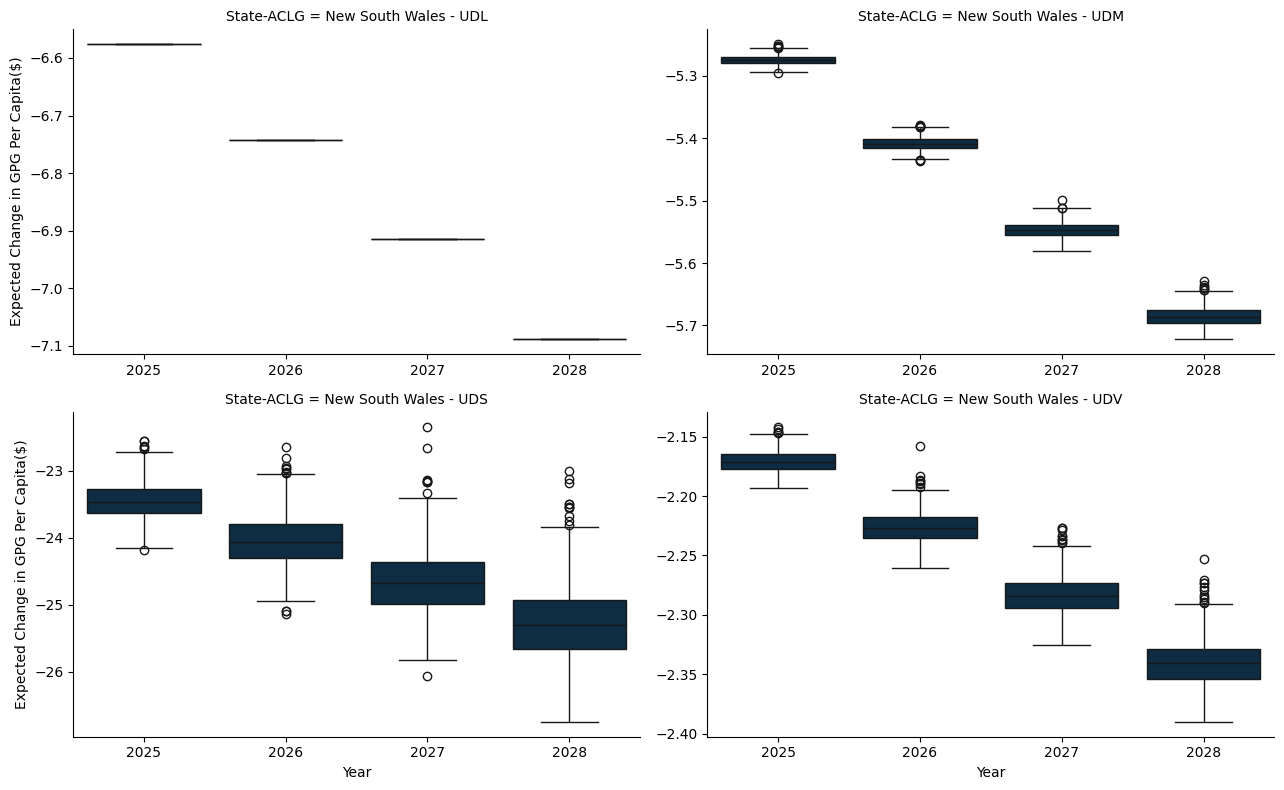 State-ACLG = New South Wales - UDL
Expected Change in GPG Per Capita($)
−6.6
−6.7
−6.8
−6.9
−7.0
−7.1
2025 2026 2027 2028
State-ACLG = New South Wales - UDM
−5.3
−5.4
−5.5
−5.6
−5.7
2025 2026 2027 2028
State-ACLG = New South Wales - UDS
Expected Change in GPG Per Capita($)
−23
−24
−25
−26
2025 2026 2027 2028
Year
State-ACLG = New South Wales - UDV
−2.15
−2.20
−2.25
−2.30
−2.35
−2.40
2025 2026 2027 2028
Year